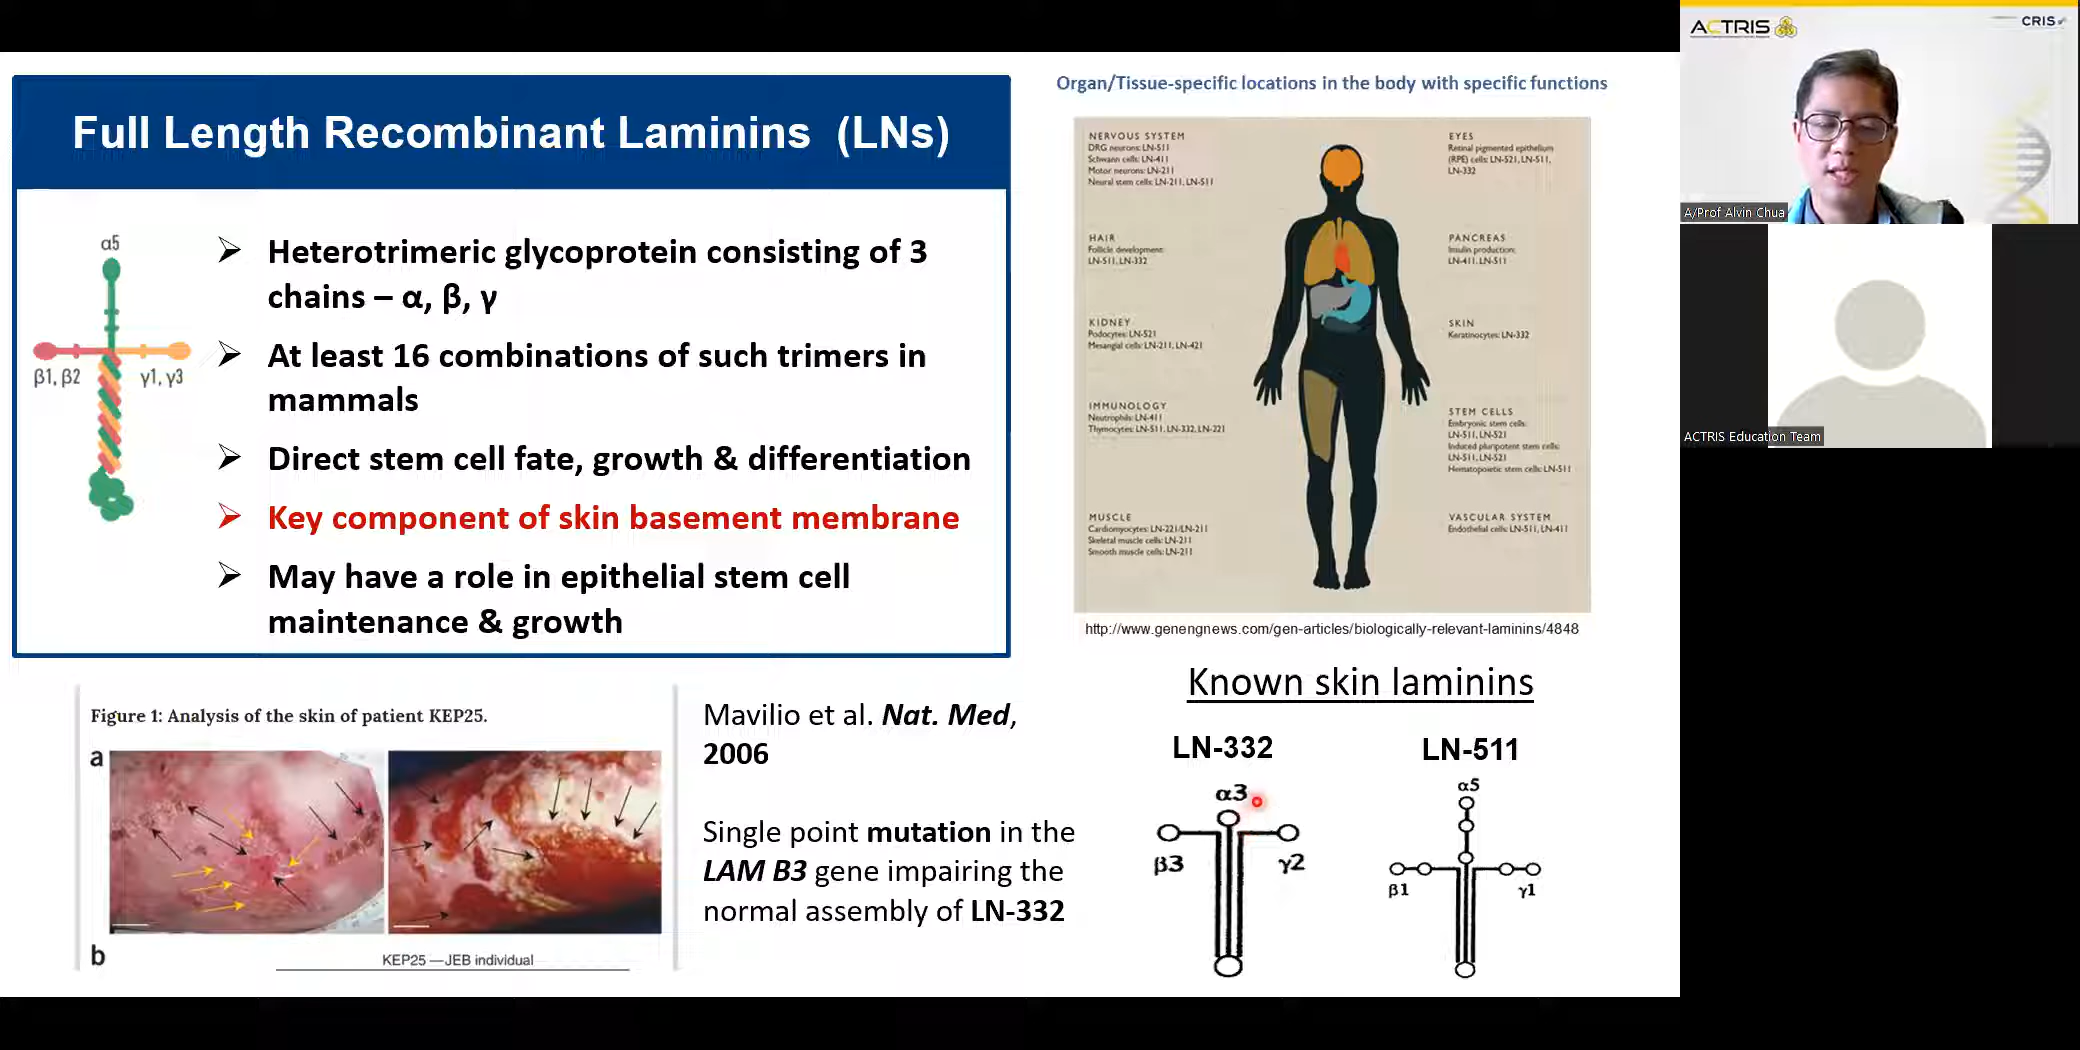 Full Length Recombinant Laminins (LNs)
α5
β1, β2
γ1, γ3
➢ Heterotrimeric glycoprotein consisting of 3
chains – α, β, γ
➢ At least 16 combinations of such trimers in
mammals
➢ Direct stem cell fate, growth & differentiation
➢ Key component of skin basement membrane
➢ May have a role in epithelial stem cell
maintenance & growth
Organ/Tissue-specific locations in the body with specific functions
NERVOUS SYSTEM
DRG neurons: LN-511
Schwann cells: LN-411
Motor neurons: LN-211
Neural stem cells: LN-211, LN-511
HAIR
Follicle development:
LN-511, LN-332
KIDNEY
Podocytes: LN-521
Mesangial cells: LN-211, LN-421
IMMUNOLOGY
Neutrophils: LN-411
Thymocytes: LN-511, LN-332, LN-221
MUSCLE
Cardiomyocytes: LN-221/LN-211
Skeletal muscle cells: LN-211
Smooth muscle cells: LN-211
EYES
Retinal pigmented epithelium
(RPE) cells: LN-521, LN-511,
LN-332
PANCREAS
Insulin production:
LN-411, LN-511
SKIN
Keratinocytes: LN-332
STEM CELLS
Embryonic stem cells:
LN-511, LN-521
Induced pluripotent stem cells:
LN-511, LN-521
Hematopoietic stem cells: LN-511
VASCULAR SYSTEM
Endothelial cells: LN-511, LN-411
http://www.genengnews.com/gen-articles/biologically-relevant-laminins/4848
Figure 1: Analysis of the skin of patient KEP25.
a
b
KEP25 —JEB individual
Mavilio et al. Nat. Med,
2006
Single point mutation in the
LAM B3 gene impairing the
normal assembly of LN-332
Known skin laminins
LN-332
α3
β3
γ2
LN-511
α5
β1
γ1
ACTRIS
CRIS
A/Prof Alvin Chua
ACTRIS Education Team